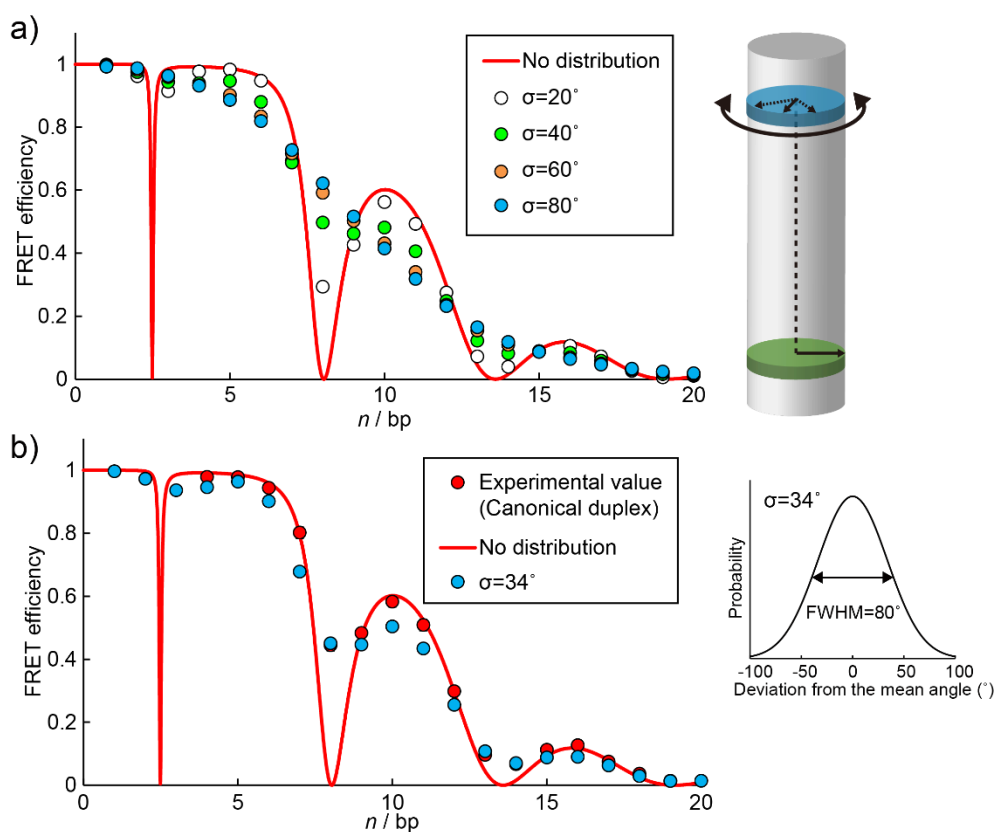 a)
FRET efficiency
1
0.8
0.6
0.4
0.2
0
0 5 10 15 20
n / bp
No distribution
σ=20˚
σ=40˚
σ=60˚
σ=80˚
b)
FRET efficiency
1
0.8
0.6
0.4
0.2
0
0 5 10 15 20
n / bp
Experimental value
(Canonical duplex)
No distribution
σ=34˚
σ=34˚
Probability
FWHM=80˚
-100 -50 0 50 100
Deviation from the mean angle (˚)